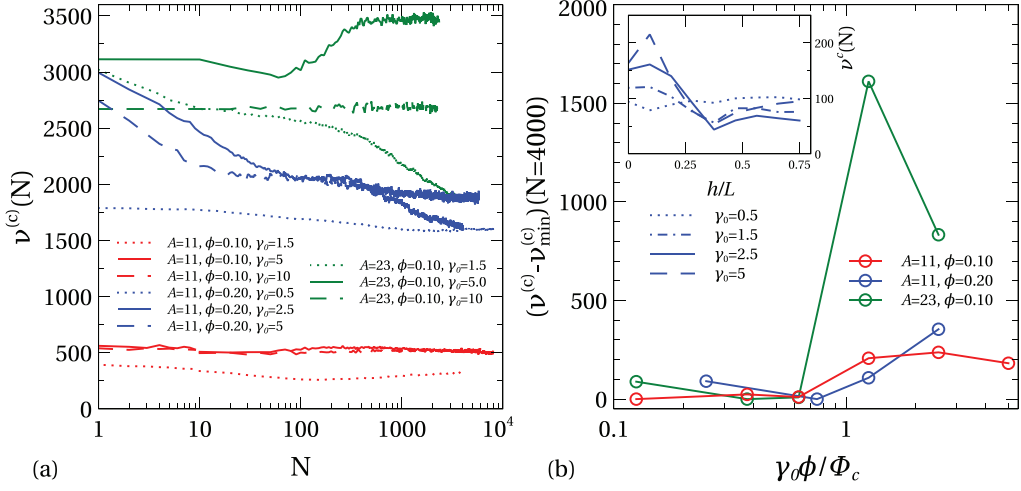 3500
3000
2500
2000
1500
1000
500
0
ν⁽ᶜ⁾(N)
1
10
100
1000
10⁴
N
(a)
A=11, ϕ=0.10, γ₀=1.5
A=11, ϕ=0.10, γ₀=5
A=11, ϕ=0.10, γ₀=10
A=11, ϕ=0.20, γ₀=0.5
A=11, ϕ=0.20, γ₀=2.5
A=11, ϕ=0.20, γ₀=5
A=23, ϕ=0.10, γ₀=1.5
A=23, ϕ=0.10, γ₀=5.0
A=23, ϕ=0.10, γ₀=10
2000
1500
1000
500
0
(ν⁽ᶜ⁾-ν⁽ᶜ⁾min)(N=4000)
0.1
1
γ₀ϕ/Φc
(b)
200
100
0
νᶜ(N)
0
0.25
0.5
0.75
h/L
γ₀=0.5
γ₀=1.5
γ₀=2.5
γ₀=5
A=11, ϕ=0.10
A=11, ϕ=0.20
A=23, ϕ=0.10